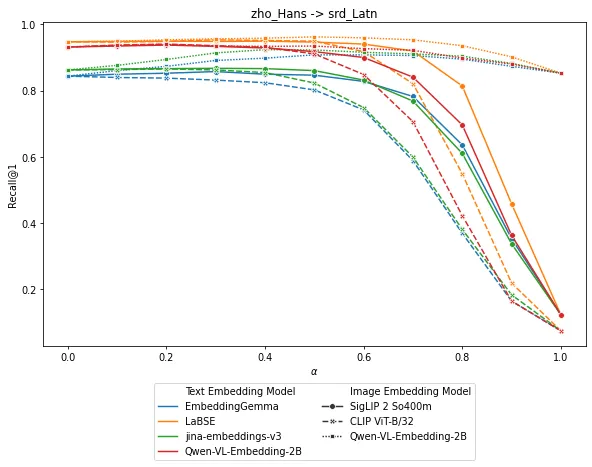 zho_Hans -> srd_Latn
1.0
0.8
0.6
0.4
0.2
Recall@1
0.0 0.2 0.4 0.6 0.8 1.0
α
Text Embedding Model Image Embedding Model
EmbeddingGemma SigLIP 2 So400m
LaBSE CLIP ViT-B/32
jina-embeddings-v3 Qwen-VL-Embedding-2B
Qwen-VL-Embedding-2B